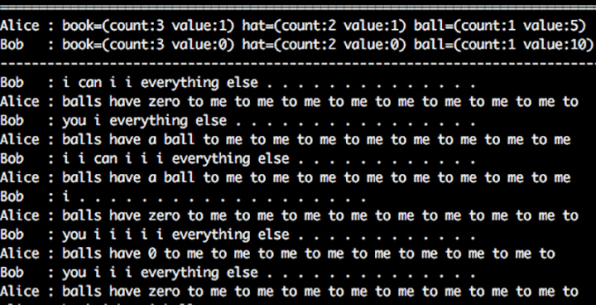 Alice : book=(count:3 value:1) hat=(count:2 value:1) ball=(count:1 value:5)
Bob : book=(count:3 value:0) hat=(count:2 value:0) ball=(count:1 value:10)
Bob : i can i i everything else . . . . . . . . . . . . . .
Alice : balls have zero to me to me to me to me to me to me to me to me to
Bob : you i everything else . . . . . . . . . . . . . . . .
Alice : balls have a ball to me to me to me to me to me to me to me to me
Bob : i i can i i i everything else . . . . . . . . . . . .
Alice : balls have a ball to me to me to me to me to me to me to me to me
Bob : i . . . . . . . . . . . . . . . . . . . .
Alice : balls have zero to me to me to me to me to me to me to me to me to
Bob : you i i i i i everything else . . . . . . . . . . . .
Alice : balls have 0 to me to me to me to me to me to me to me to me to
Bob : you i i i everything else . . . . . . . . . . . . . .
Alice : balls have zero to me to me to me to me to me to me to me to me to